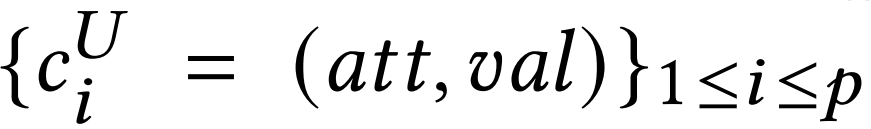 {c_i^U = (att, val)}_{1≤i≤p}